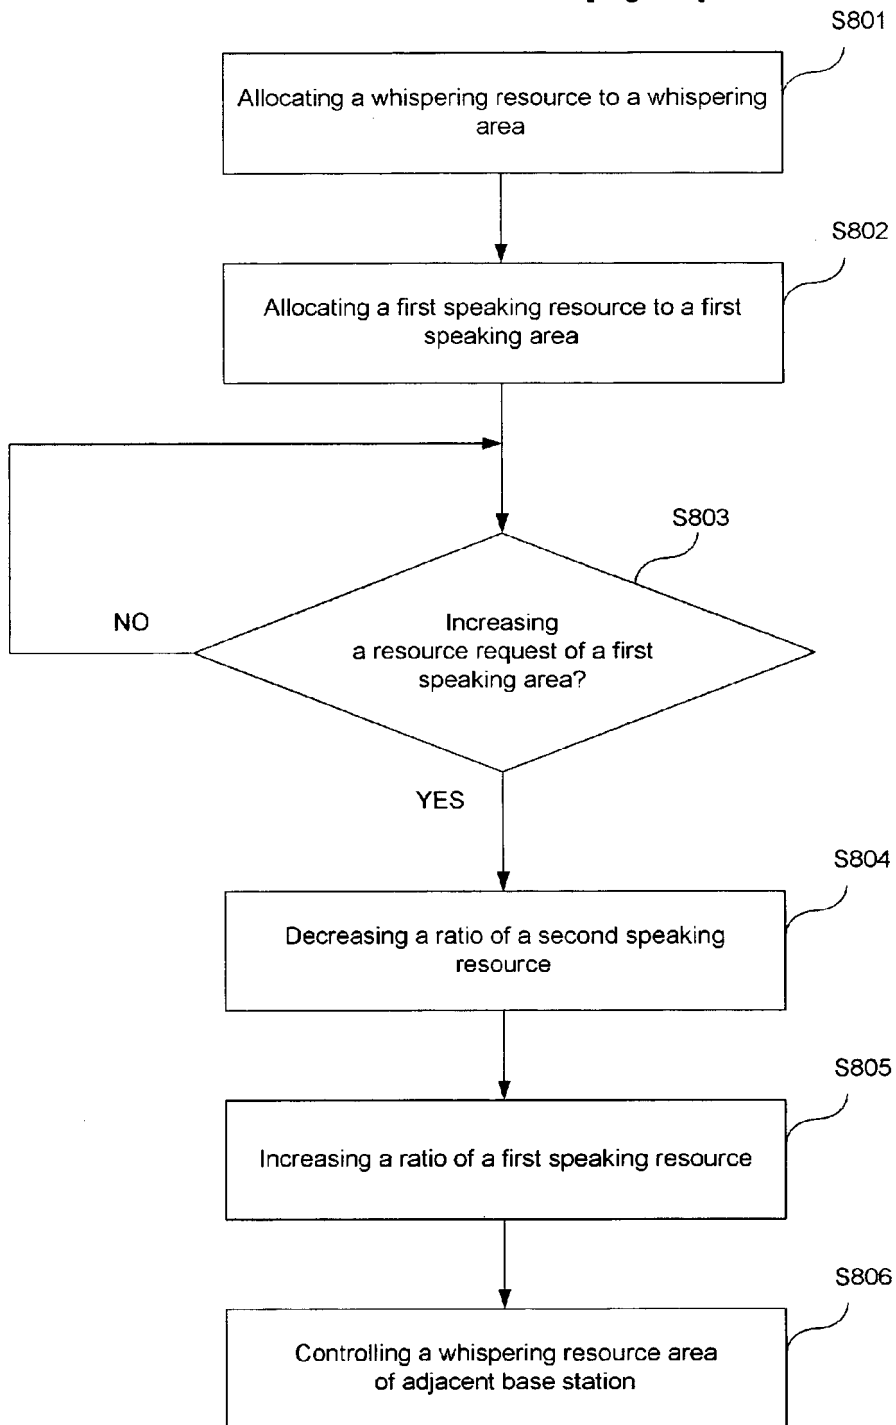 S801
Allocating a whispering resource to a whispering
area
S802
Allocating a first speaking resource to a first
speaking area
S803
Increasing
a resource request of a first
speaking area?
NO
YES
S804
Decreasing a ratio of a second speaking
resource
S805
Increasing a ratio of a first speaking resource
S806
Controlling a whispering resource area
of adjacent base station